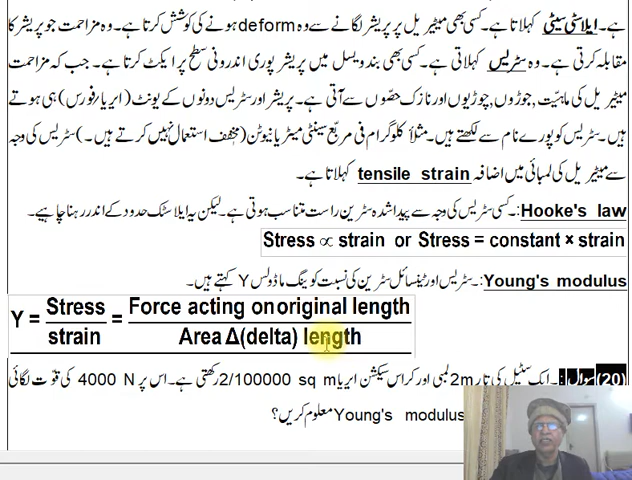 ہے۔ ایلاسٹی سیٹی کہلاتا ہے۔ کسی بھی میٹیریل پر پریشر لگانے سے وہ deform ہونے کی کوشش کرتا ہے۔ وہ مزاحمت جو پریشر کا
مقابلہ کرتی ہے۔ وہ سٹریس کہلاتی ہے۔ کسی بھی بند ویسل میں پریشر پوری اندرونی سطح پر ایکٹ کرتا ہے۔ جب کہ مزاحمت
میٹیریل کی ماہیّت، جوڑوں، چوڑیوں اور نازک حصّوں سے آتی ہے۔ پریشر اور سٹریس دونوں کے یونٹ (ایریا رفورس) ہی ہوتے
ہیں۔ سٹریس کو پورے نام سے لکھتے ہیں۔ مثلاً کلوگرام فی مربّع سینٹی میٹر یا نیوٹن (مخفف استعمال نہیں کرتے ہیں۔) سٹریس کی وجہ
سے میٹیریل کی لمبائی میں اضافہ tensile strain کہلاتا ہے۔
Hooke's law: کسی سٹریس کی وجہ سے پیدا شدہ سٹرین راست متناسب ہوتی ہے۔ لیکن یہ ایلاسٹک حدود کے اندر رہنا چاہیے۔
Stress ∝ strain or Stress = constant × strain
Young's modulus: سٹریس اور ٹینسائل سٹرین کی نسبت کو ینگ ماڈولس Y کہتے ہیں۔
Y = Stress/strain = Force acting on original length/Area Δ(delta) length
(20) سوال: ۔ ایک سٹیل کی تار 2m لمبی اور کراس سیکشن ایریا 2/100000 sq m رکھتی ہے۔ اس پر 4000 N کی قوّت لگائی
Young's modulus معلوم کریں؟